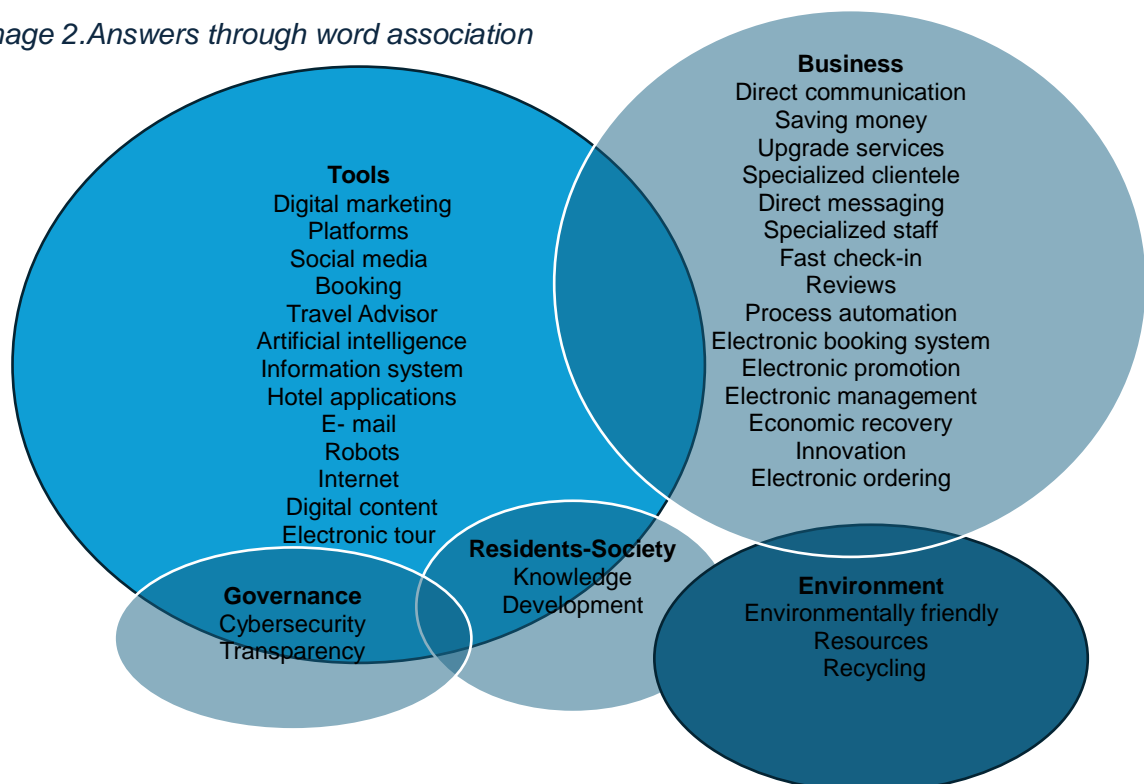 mage 2.Answers through word association
Tools
Digital marketing
Platforms
Social media
Booking
Travel Advisor
Artificial intelligence
Information system
Hotel applications
E- mail
Robots
Internet
Digital content
Electronic tour
Business
Direct communication
Saving money
Upgrade services
Specialized clientele
Direct messaging
Specialized staff
Fast check-in
Reviews
Process automation
Electronic booking system
Electronic promotion
Electronic management
Economic recovery
Innovation
Electronic ordering
Governance
Cybersecurity
Transparency
Residents-Society
Knowledge
Development
Environment
Environmentally friendly
Resources
Recycling